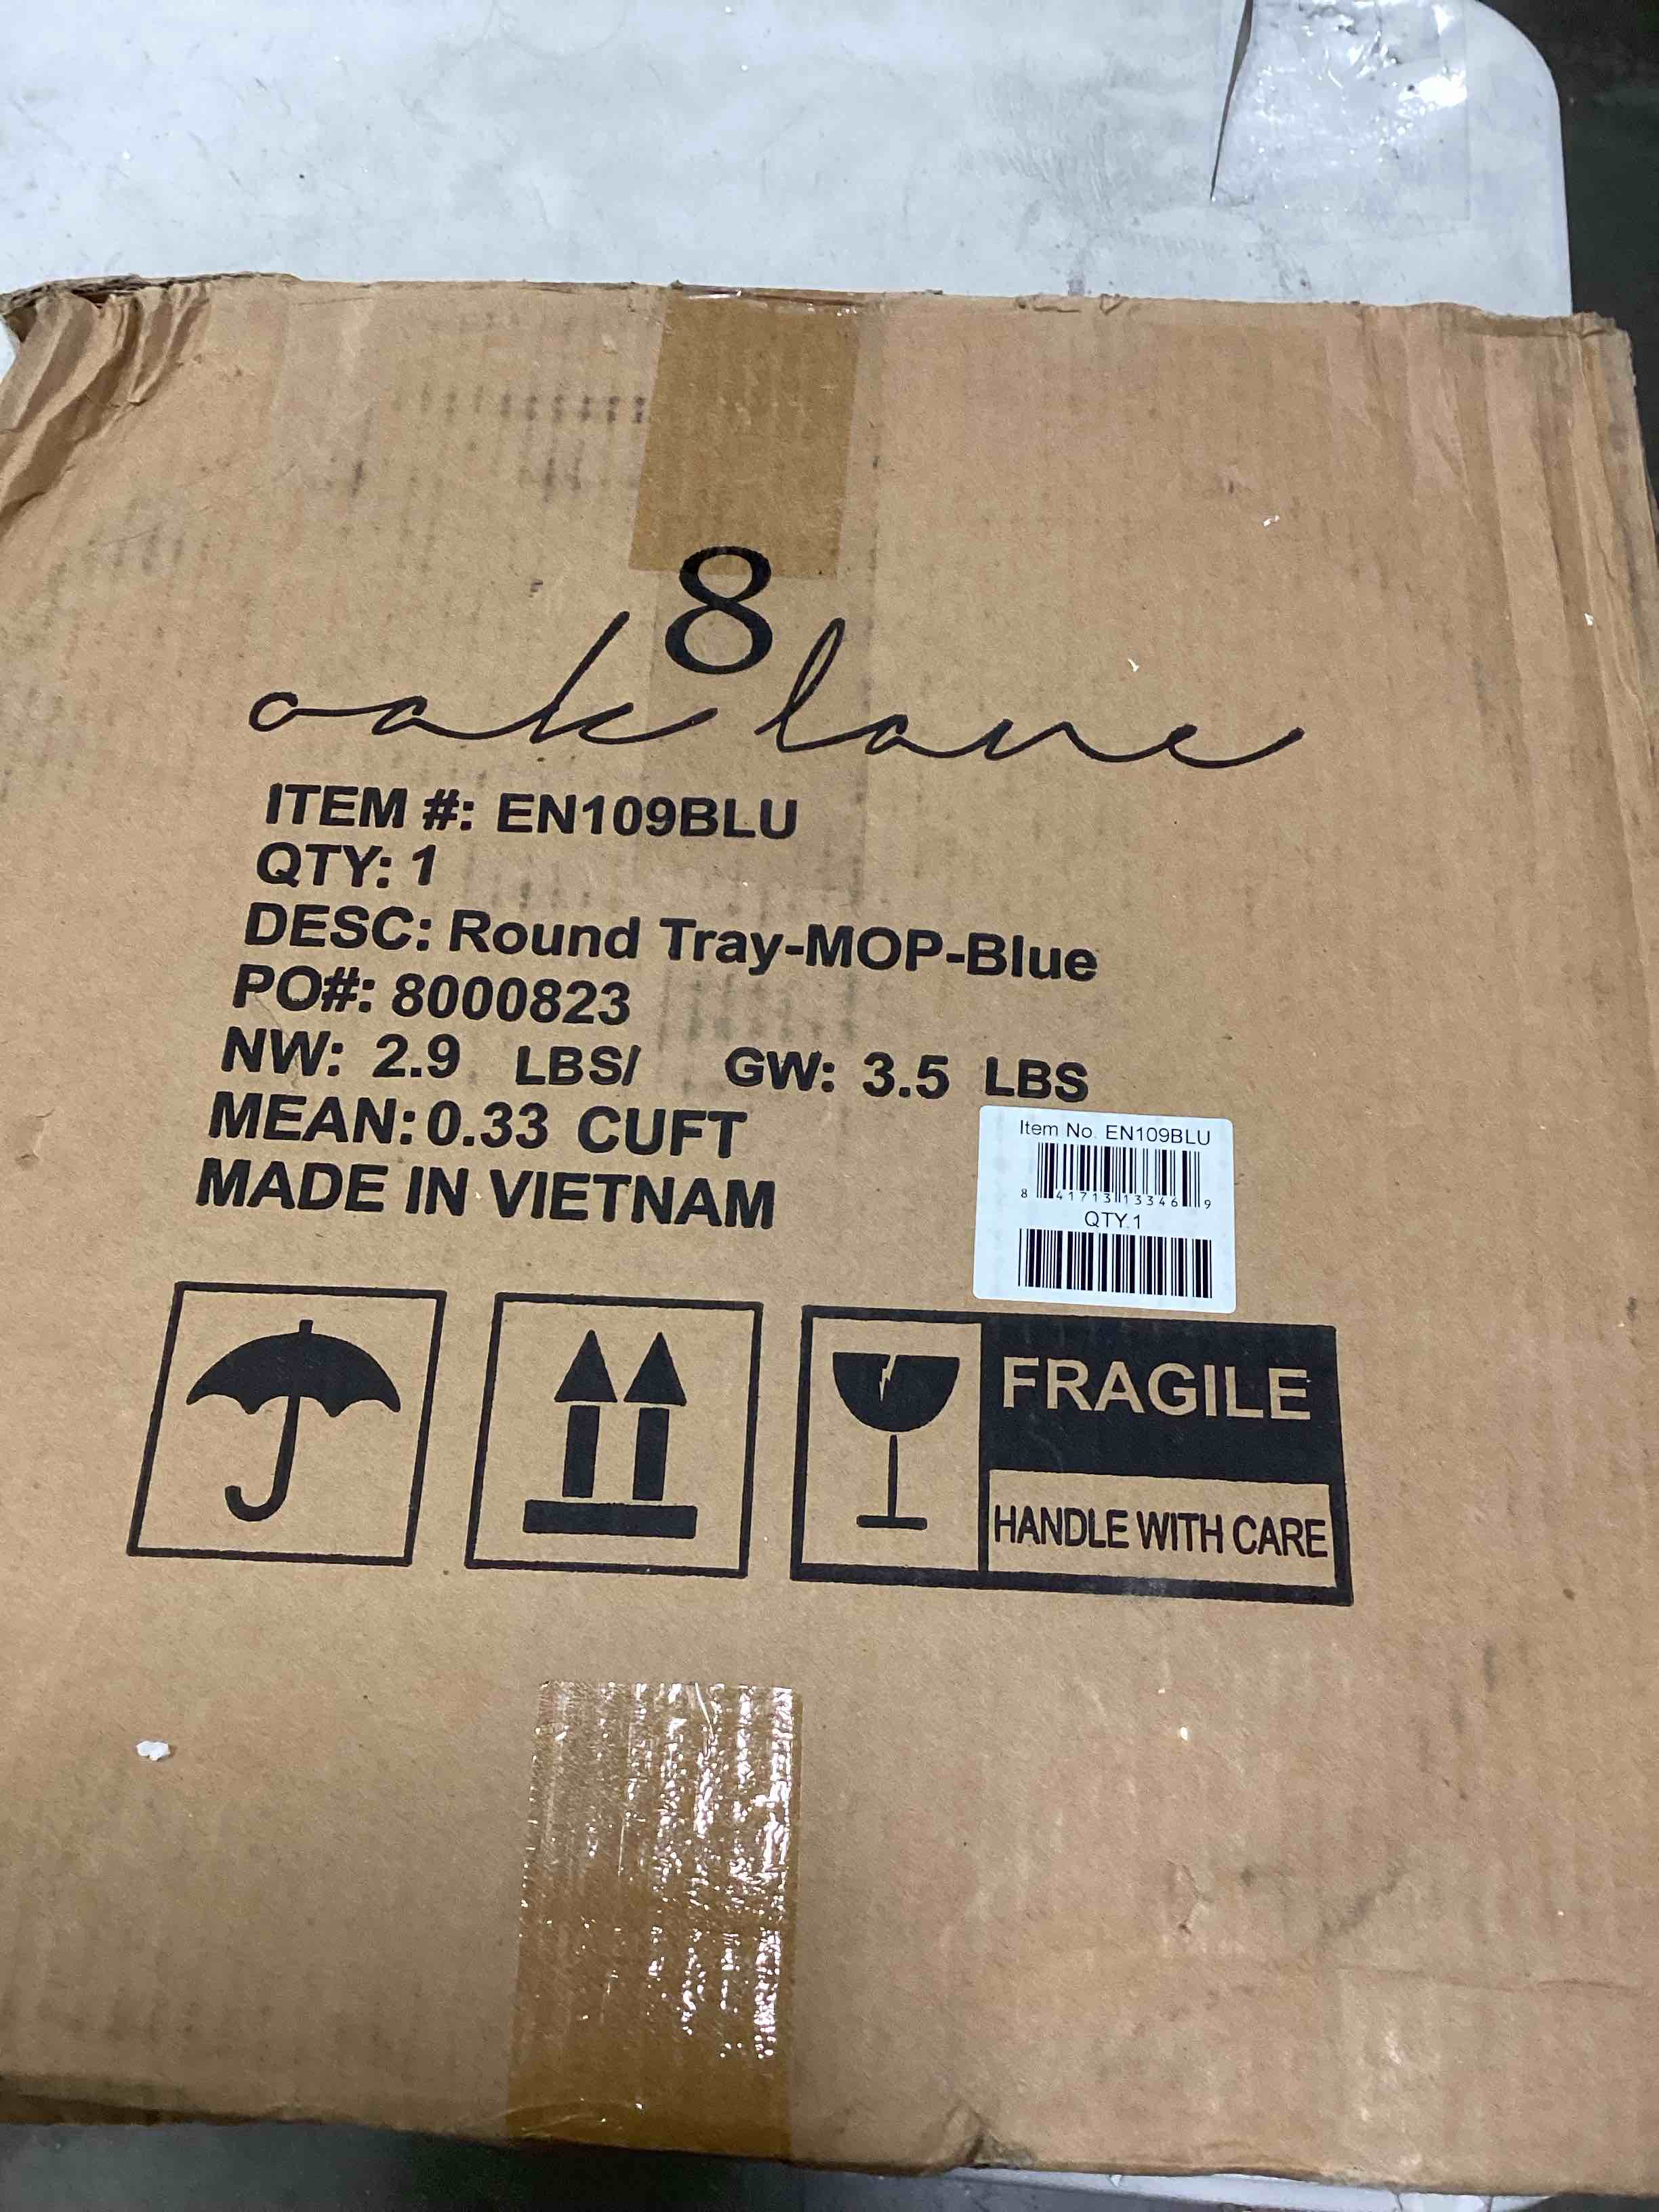 8
oak lane
ITEM #: EN109BLU
QTY: 1
DESC: Round Tray-MOP-Blue
PO#: 8000823
NW: 2.9 LBS/ GW: 3.5 LBS
MEAN: 0.33 CUFT
MADE IN VIETNAM
Item No. EN109BLU
8 41713 13346 9
QTY.1
FRAGILE
HANDLE WITH CARE